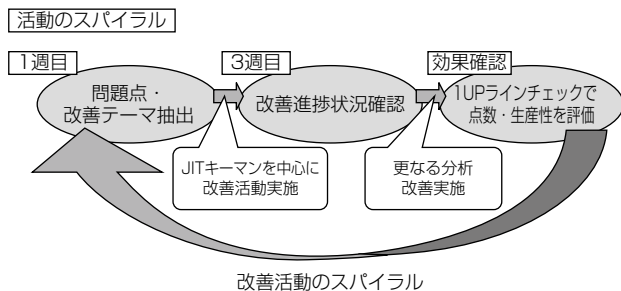 活動のスパイラル
1週目
3週目
効果確認
問題点・
改善テーマ抽出
改善進捗状況確認
1UPラインチェックで
点数・生産性を評価
JITキーマンを中心に
改善活動実施
更なる分析
改善実施
改善活動のスパイラル